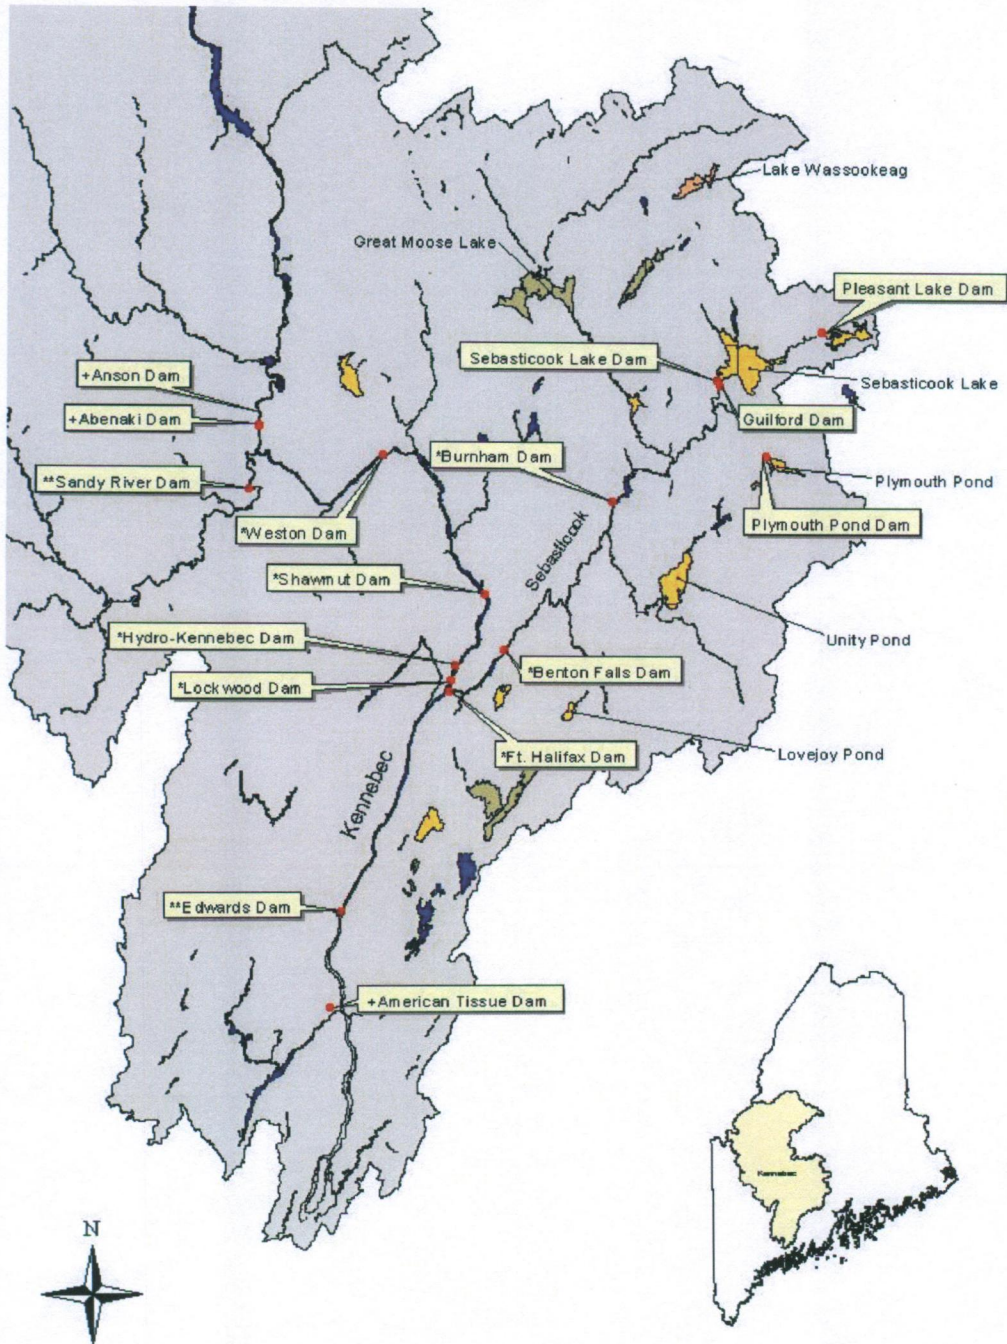 Lake Wassookeag
Great Moose Lake
Pleasant Lake Dam
Sebasticook Lake Dam
+Anson Dam
Sebasticook Lake
+Abenaki Dam
Guilford Dam
*Burnham Dam
**Sandy River Dam
Plymouth Pond
*Weston Dam
Plymouth Pond Dam
Sebasticook
*Shawmut Dam
*Hydro-Kennebec Dam
Unity Pond
*Benton Falls Dam
*Lockwood Dam
*Ft. Halifax Dam
Lovejoy Pond
Kennebec
**Edwards Dam
+American Tissue Dam
Kennebec
N